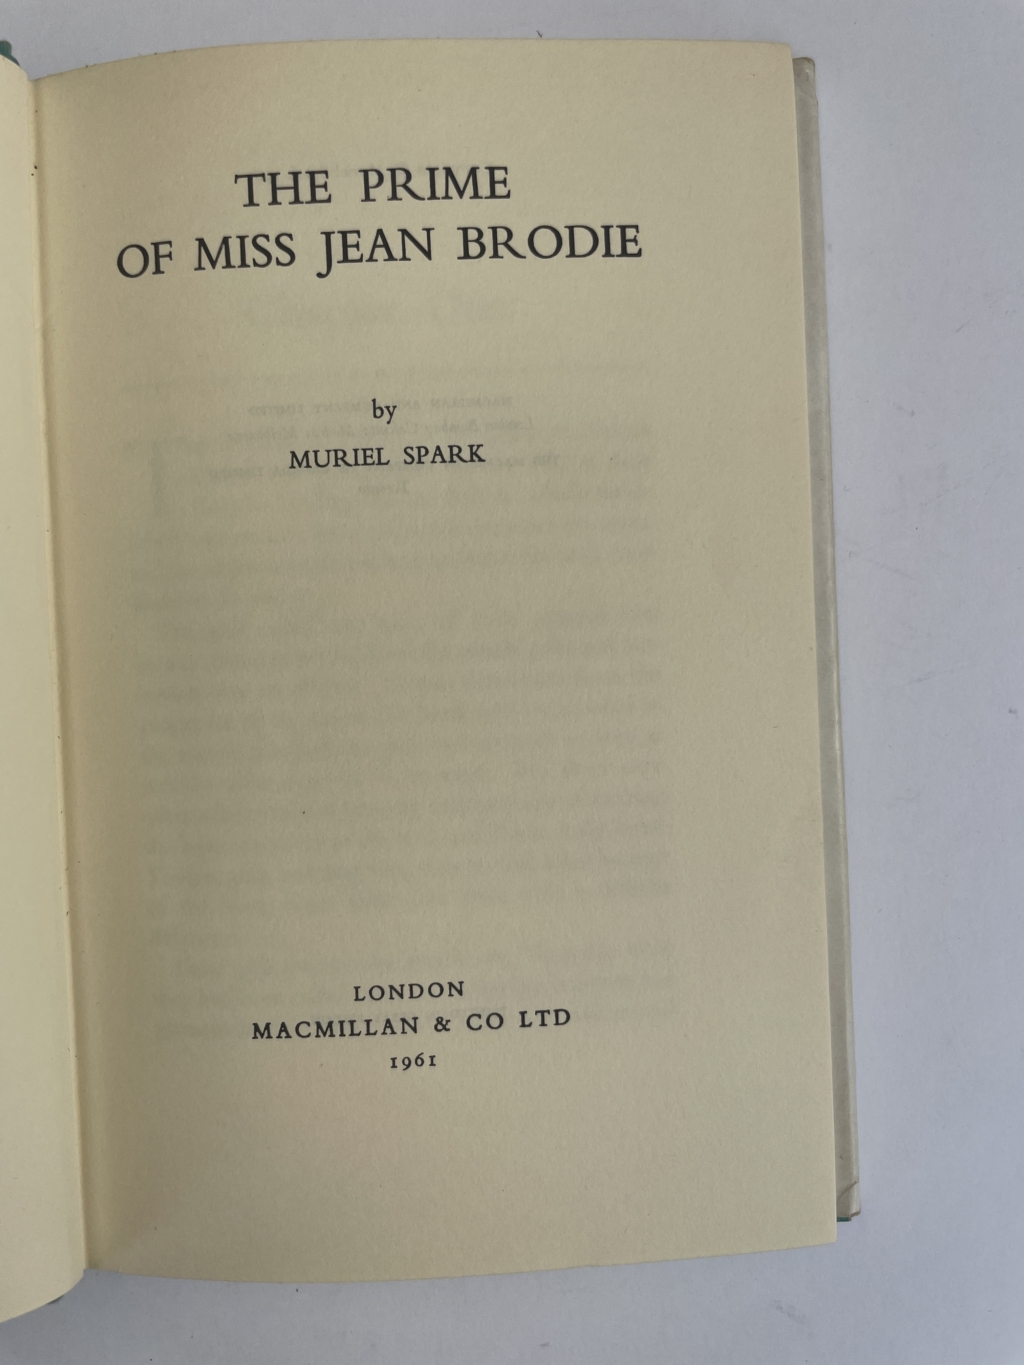 THE PRIME
OF MISS JEAN BRODIE
by
MURIEL SPARK
LONDON
MACMILLAN & CO LTD
1961